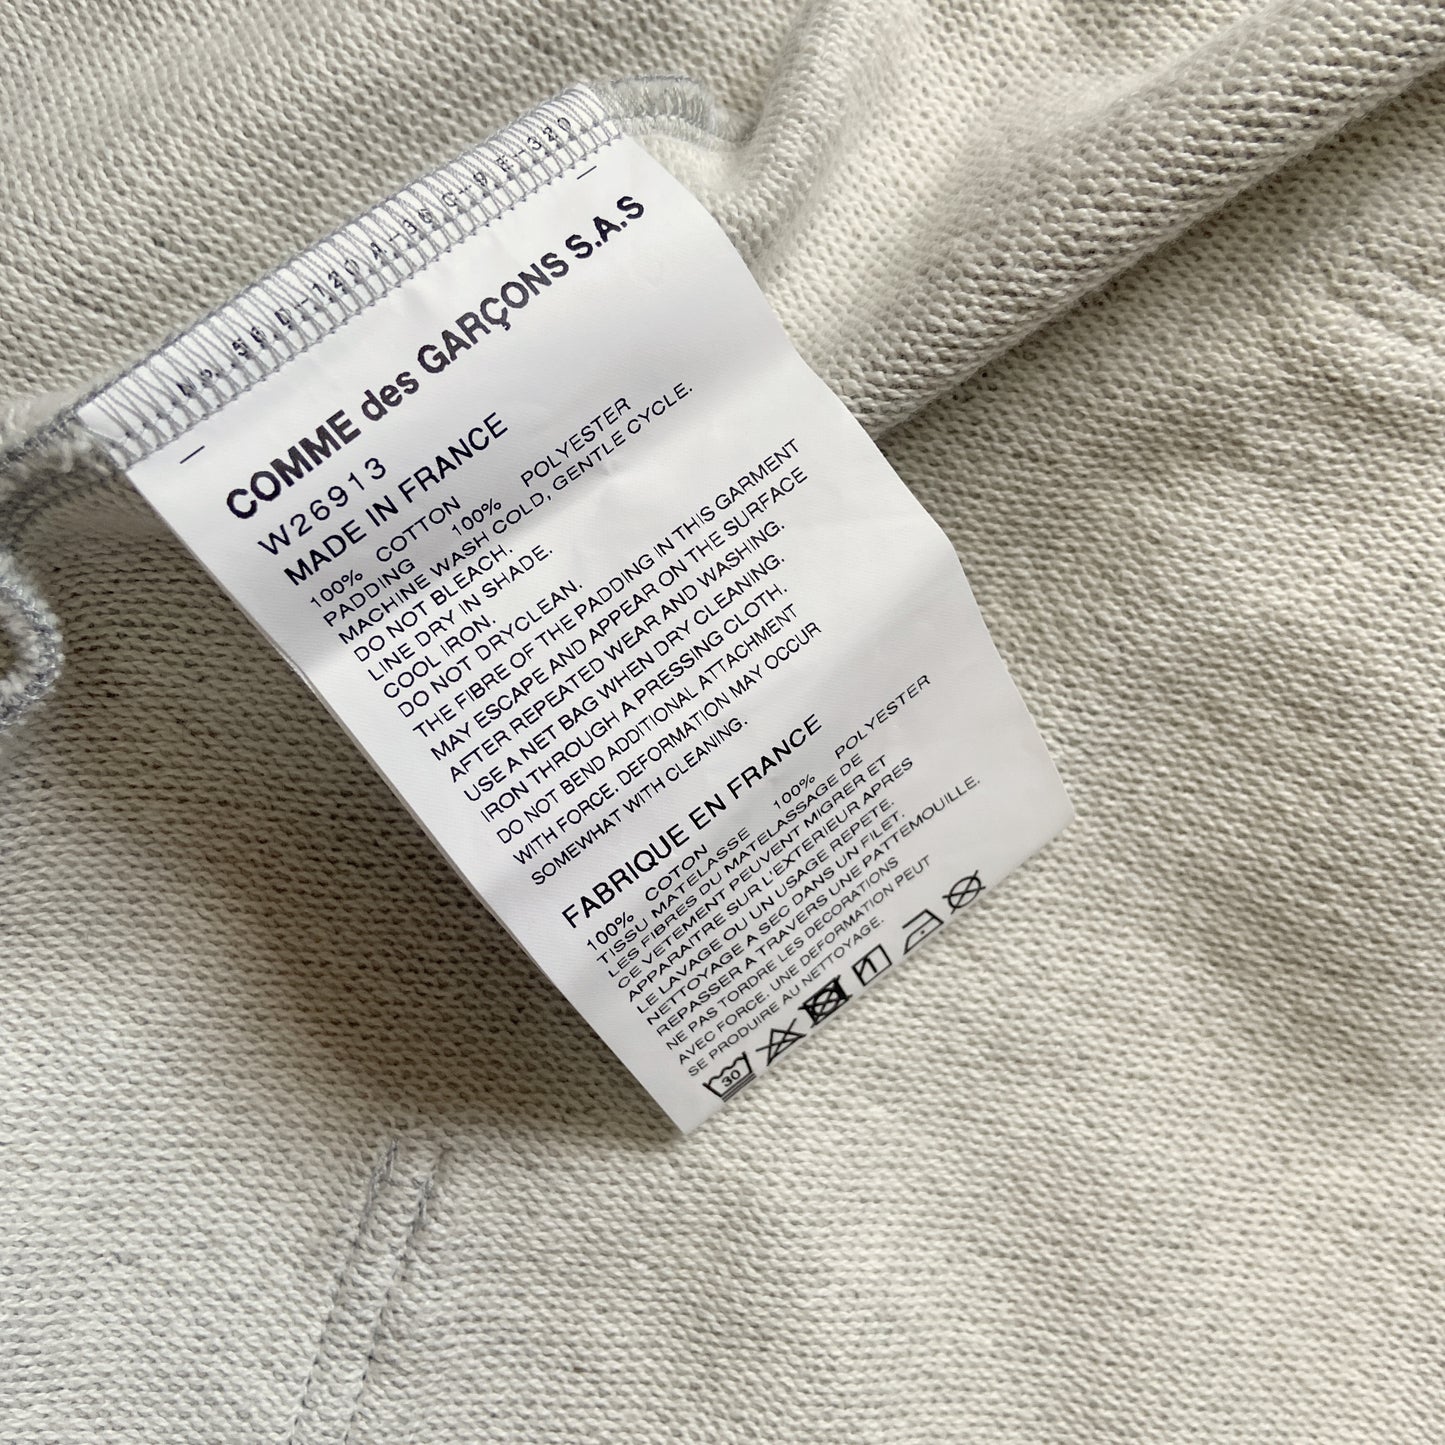 COMME des GARÇONS S.A.S
W26913
MADE IN FRANCE
100% COTTON
PADDING 100% POLYESTER
MACHINE WASH COLD, GENTLE CYCLE.
DO NOT BLEACH.
LINE DRY IN SHADE.
COOL IRON.
DO NOT DRYCLEAN.
THE FIBRE OF THE PADDING IN THIS GARMENT
MAY ESCAPE AND APPEAR ON THE SURFACE
AFTER REPEATED WEAR AND WASHING.
USE A NET BAG WHEN DRY CLEANING.
IRON THROUGH A PRESSING CLOTH.
DO NOT BEND ADDITIONAL ATTACHMENT
WITH FORCE. DEFORMATION MAY OCCUR
SOMEWHAT WITH CLEANING.
FABRIQUE EN FRANCE
100% COTON
TISSU MATELASSE 100% POLYESTER
LES FIBRES DU MATELASSAGE DE
CE VETEMENT PEUVENT MIGRER ET
APPARAITRE SUR L'EXTERIEUR APRES
LE LAVAGE OU UN USAGE REPETE.
NETTOYAGE A SEC DANS UN FILET.
REPASSER A TRAVERS UNE PATTEMOUILLE.
NE PAS TORDRE LES DECORATIONS
AVEC FORCE. UNE DEFORMATION PEUT
SE PRODUIRE AU NETTOYAGE.
30